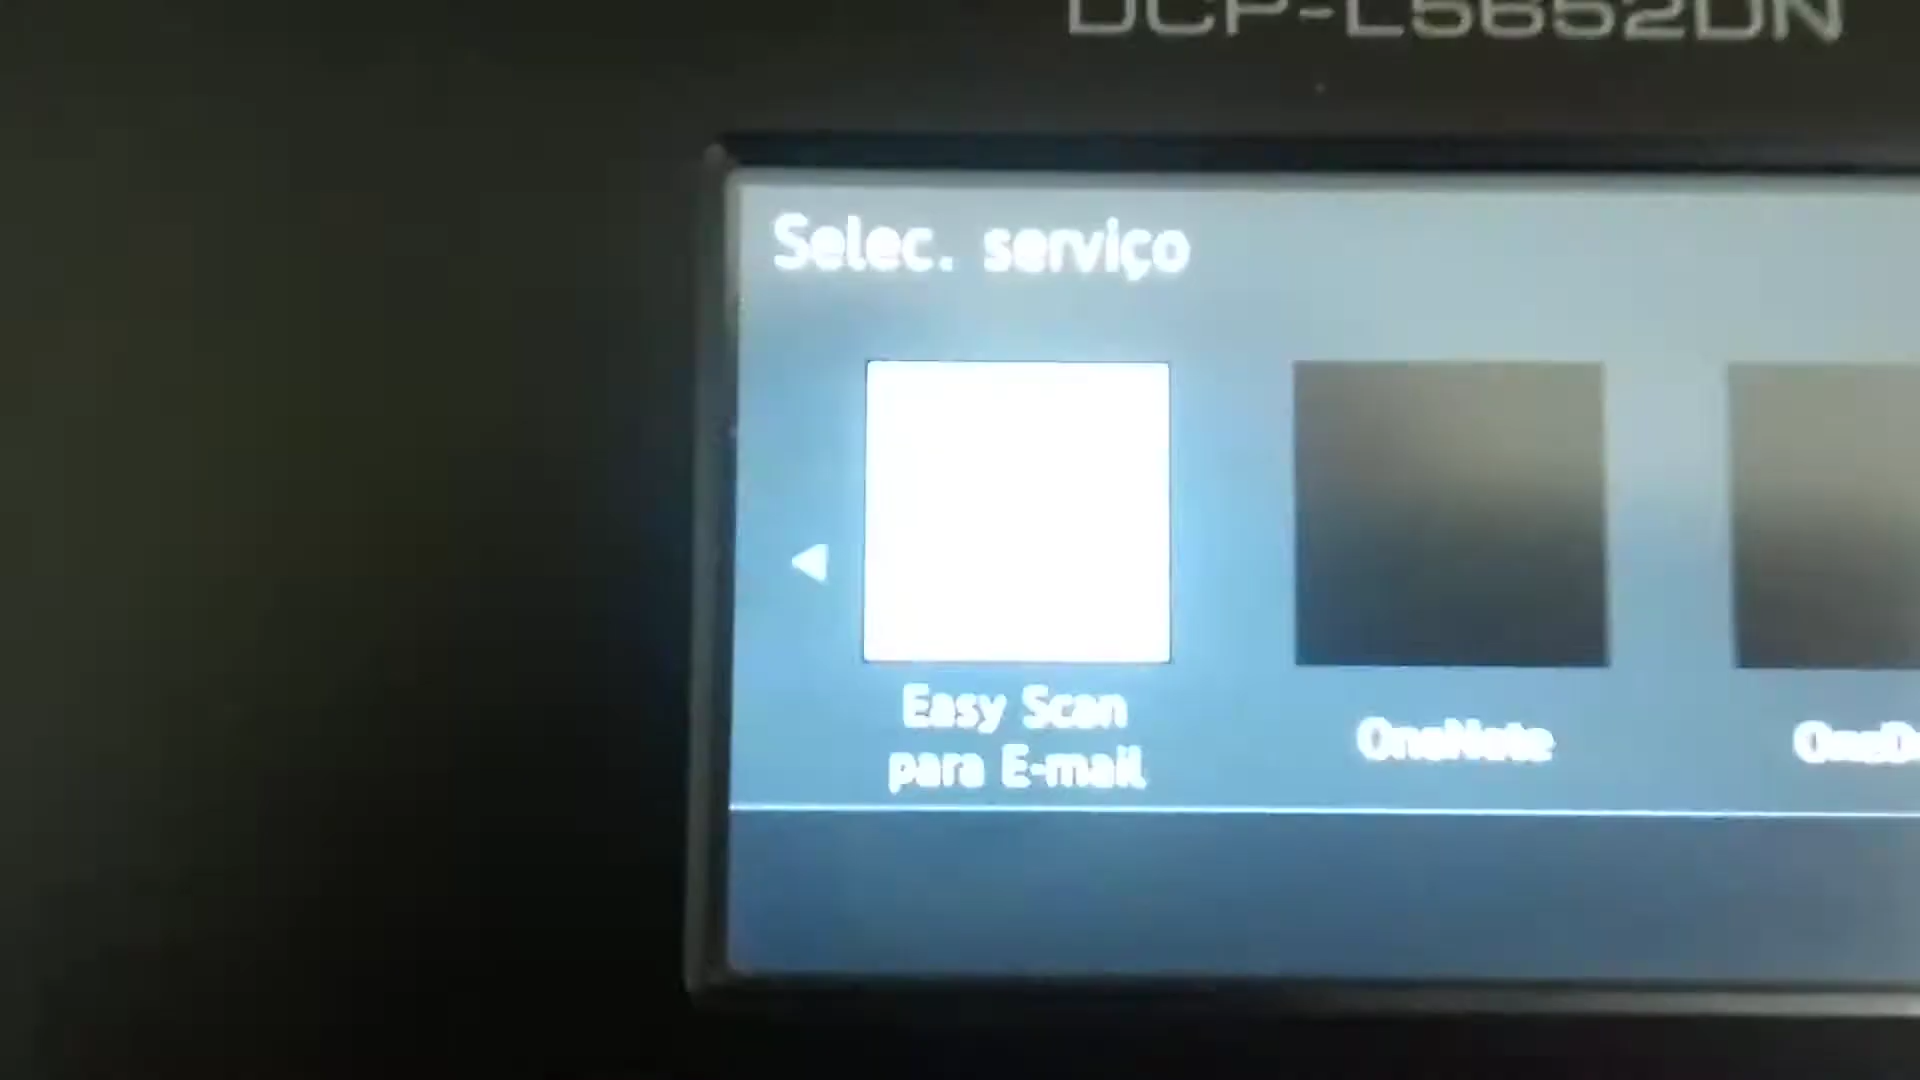 DCP-L5652DN
Selec. serviço
Easy Scan
para E-mail
OneNote